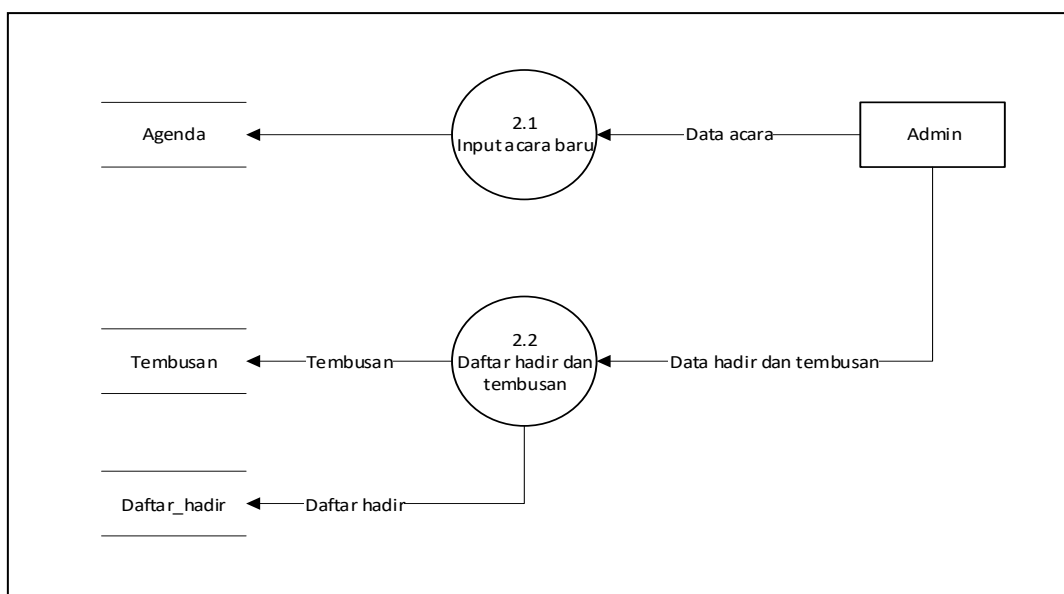 Agenda
2.1
Input acara baru
Data acara
Admin
Tembusan
Tembusan
2.2
Daftar hadir dan
tembusan
Data hadir dan tembusan
Daftar_hadir
Daftar hadir